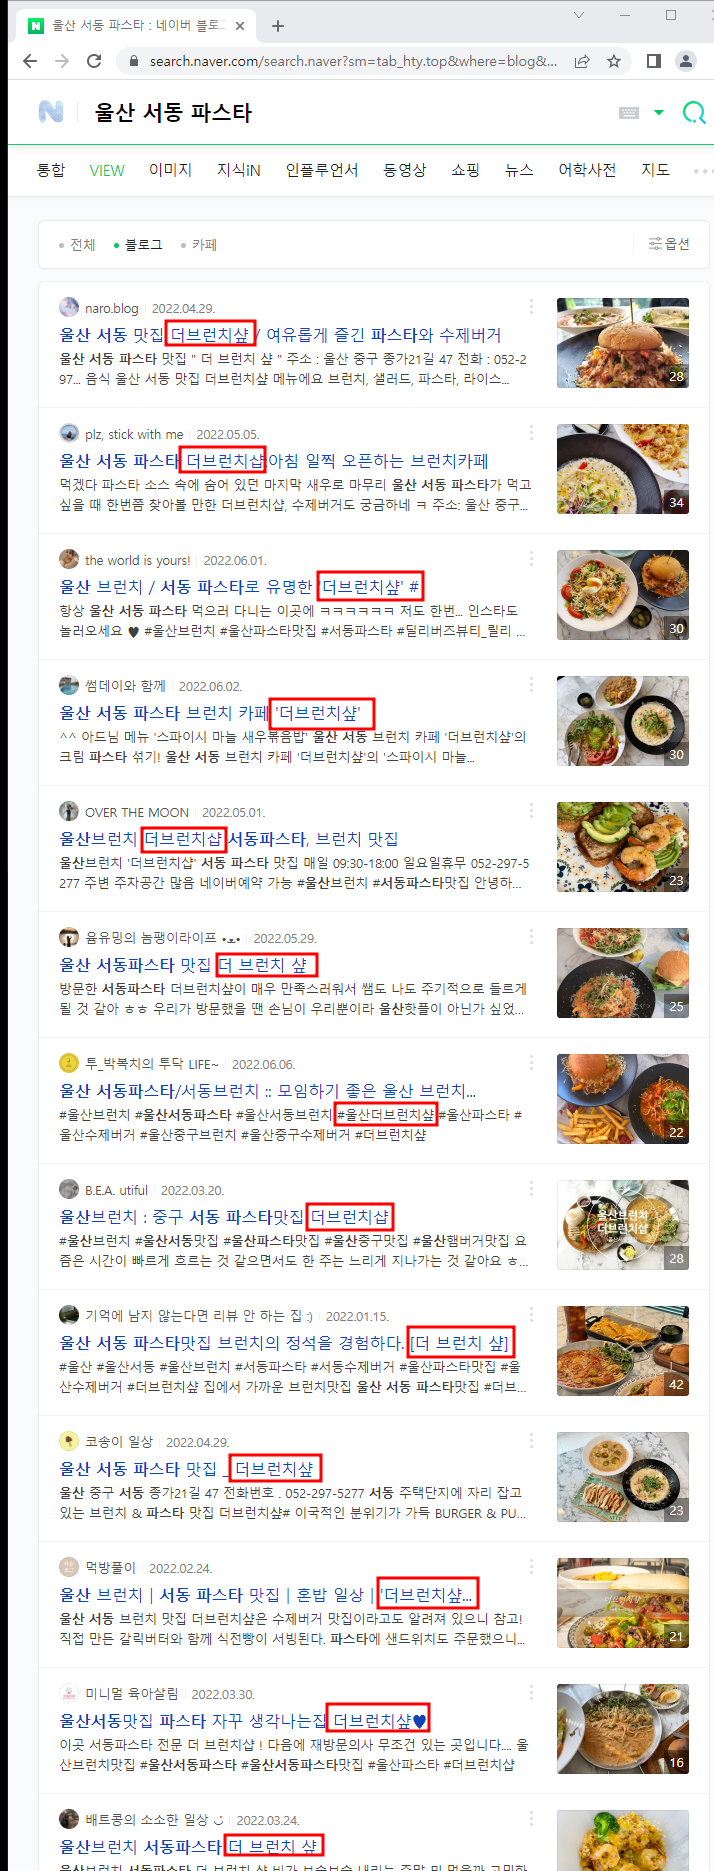 울산 서동 파스타 : 네이버 블로그
search.naver.com/search.naver?sm=tab_hty.top&where=blog&...
울산 서동 파스타
통합 VIEW 이미지 지식iN 인플루언서 동영상 쇼핑 뉴스 어학사전 지도
전체 블로그 카페 옵션
naro.blog 2022.04.29.
울산 서동 맛집 더브런치샾 / 여유롭게 즐긴 파스타와 수제버거
울산 서동 파스타 맛집 " 더 브런치 샾 " 주소 : 울산 중구 종가21길 47 전화 : 052-2
97... 음식 울산 서동 맛집 더브런치샾 메뉴에요 브런치, 샐러드, 파스타, 라이스...
28
plz, stick with me 2022.05.05.
울산 서동 파스타 더브런치샵 아침 일찍 오픈하는 브런치카페
먹겠다 파스타 소스 속에 숨어 있던 마지막 새우로 마무리 울산 서동 파스타가 먹고
싶을 때 한번쯤 찾아볼 만한 더브런치샵, 수제버거도 궁금하네 ㅋ 주소: 울산 중구...
34
the world is yours! 2022.06.01.
울산 브런치 / 서동 파스타로 유명한 '더브런치샾' #
항상 울산 서동 파스타 먹으러 다니는 이곳에 ㅋㅋㅋㅋㅋㅋ 저도 한번... 인스타도
놀러오세요 ♥ #울산브런치 #울산파스타맛집 #서동파스타 #딜리버즈뷰티_릴리 ...
30
썸데이와 함께 2022.06.02.
울산 서동 파스타 브런치 카페 '더브런치샾'
^^ 아드님 메뉴 '스파이시 마늘 새우볶음밥' 울산 서동 브런치 카페 '더브런치샾'의
크림 파스타 섞기! 울산 서동 브런치 카페 '더브런치샾'의 '스파이시 마늘...
30
OVER THE MOON 2022.05.01.
울산브런치 더브런치샵 서동파스타, 브런치 맛집
울산브런치 '더브런치샵' 서동 파스타 맛집 매일 09:30-18:00 일요일휴무 052-297-5
277 주변 주차공간 많음 네이버예약 가능 #울산브런치 #서동파스타맛집 안녕하...
23
윰유밍의 놈팽이라이프 •ﻌ• 2022.05.29.
울산 서동파스타 맛집 더 브런치 샾
방문한 서동파스타 더브런치샾이 매우 만족스러워서 쌤도 나도 주기적으로 들르게
될 것 같아 ㅎㅎ 우리가 방문했을 땐 손님이 우리뿐이라 울산핫플이 아닌가 싶었...
25
투_박복치의 투닥 LIFE~ 2022.06.06.
울산 서동파스타/서동브런치 :: 모임하기 좋은 울산 브런치...
#울산브런치 #울산서동파스타 #울산서동브런치 #울산더브런치샾 #울산파스타 #
울산수제버거 #울산중구브런치 #울산중구수제버거 #더브런치샾
22
B.E.A. utiful 2022.03.20.
울산브런치 : 중구 서동 파스타맛집 더브런치샵
#울산브런치 #울산서동맛집 #울산파스타맛집 #울산중구맛집 #울산햄버거맛집 요
즘은 시간이 빠르게 흐르는 것 같으면서도 한 주는 느리게 지나가는 것 같아요 ㅎ...
울산브런치
더브런치샵
28
기억에 남지 않는다면 리뷰 안 하는 집 :) 2022.01.15.
울산 서동 파스타맛집 브런치의 정석을 경험하다. [더 브런치 샾]
#울산 #울산서동 #울산브런치 #서동파스타 #서동수제버거 #울산파스타맛집 #울
산수제버거 #더브런치샾 집에서 가까운 브런치맛집 울산 서동 파스타맛집 #더브...
42
코송이 일상 2022.04.29.
울산 서동 파스타 맛집 _ 더브런치샾
울산 중구 서동 종가21길 47 전화번호 . 052-297-5277 서동 주택단지에 자리 잡고
있는 브런치 & 파스타 맛집 더브런치샾# 이국적인 분위기가 가득 BURGER & PU...
23
먹방풀이 2022.02.24.
울산 브런치 | 서동 파스타 맛집 | 혼밥 일상 | '더브런치샾...
울산 서동 브런치 맛집 더브런치샾은 수제버거 맛집이라고도 알려져 있으니 참고!
직접 만든 갈릭버터와 함께 식전빵이 서빙된다. 파스타에 샌드위치도 주문했으니...
21
미니멀 육아살림 2022.03.30.
울산서동맛집 파스타 자꾸 생각나는집 더브런치샾♥
이곳 서동파스타 전문 더 브런치샵 ! 다음에 재방문의사 무조건 있는 곳입니다.... 울
산브런치맛집 #울산서동파스타 #울산서동파스타맛집 #울산파스타 #더브런치샵
16
배트콩의 소소한 일상 2022.03.24.
울산브런치 서동파스타 더 브런치 샾